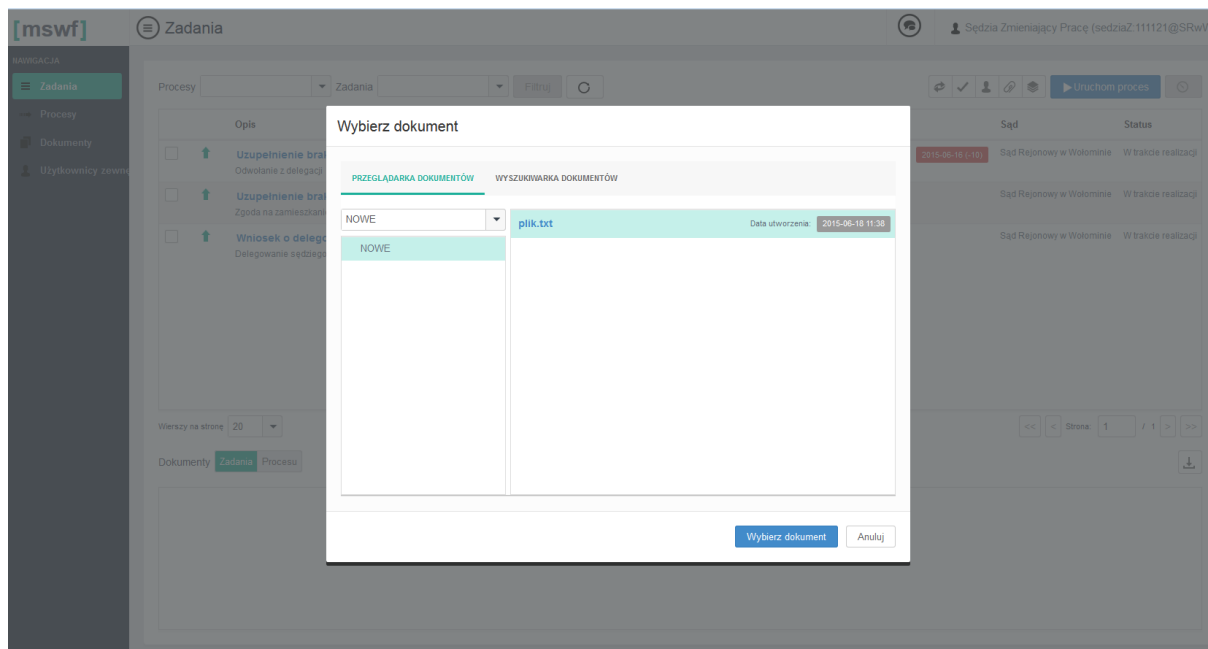 [mswf]
Zadania
Sędzia Zmieniający Pracę (sedziaZ.111121@SRwW
NAWIGACJA
Zadania
Procesy
Dokumenty
Użytkownicy zewnę
Procesy
Zadania
Filtruj
Uruchom proces
Opis
Sąd
Status
Uzupełnienie bra
Odwołanie z delegacji
2015-06-16 (-16)
Sąd Rejonowy w Wołominie
W trakcie realizacji
Uzupełnienie bra
Zgoda na zamieszkani
Sąd Rejonowy w Wołominie
W trakcie realizacji
Wniosek o delego
Delegowanie sędziego
Sąd Rejonowy w Wołominie
W trakcie realizacji
Wybierz dokument
PRZEGLĄDARKA DOKUMENTÓW
WYSZUKIWARKA DOKUMENTÓW
NOWE
NOWE
plik.txt
Data utworzenia:
2015-06-18 11:38
Wybierz dokument
Anuluj
Wierszy na stronę
20
<< < Strona: 1 / 1 > >>
Dokumenty
Zadania
Procesu